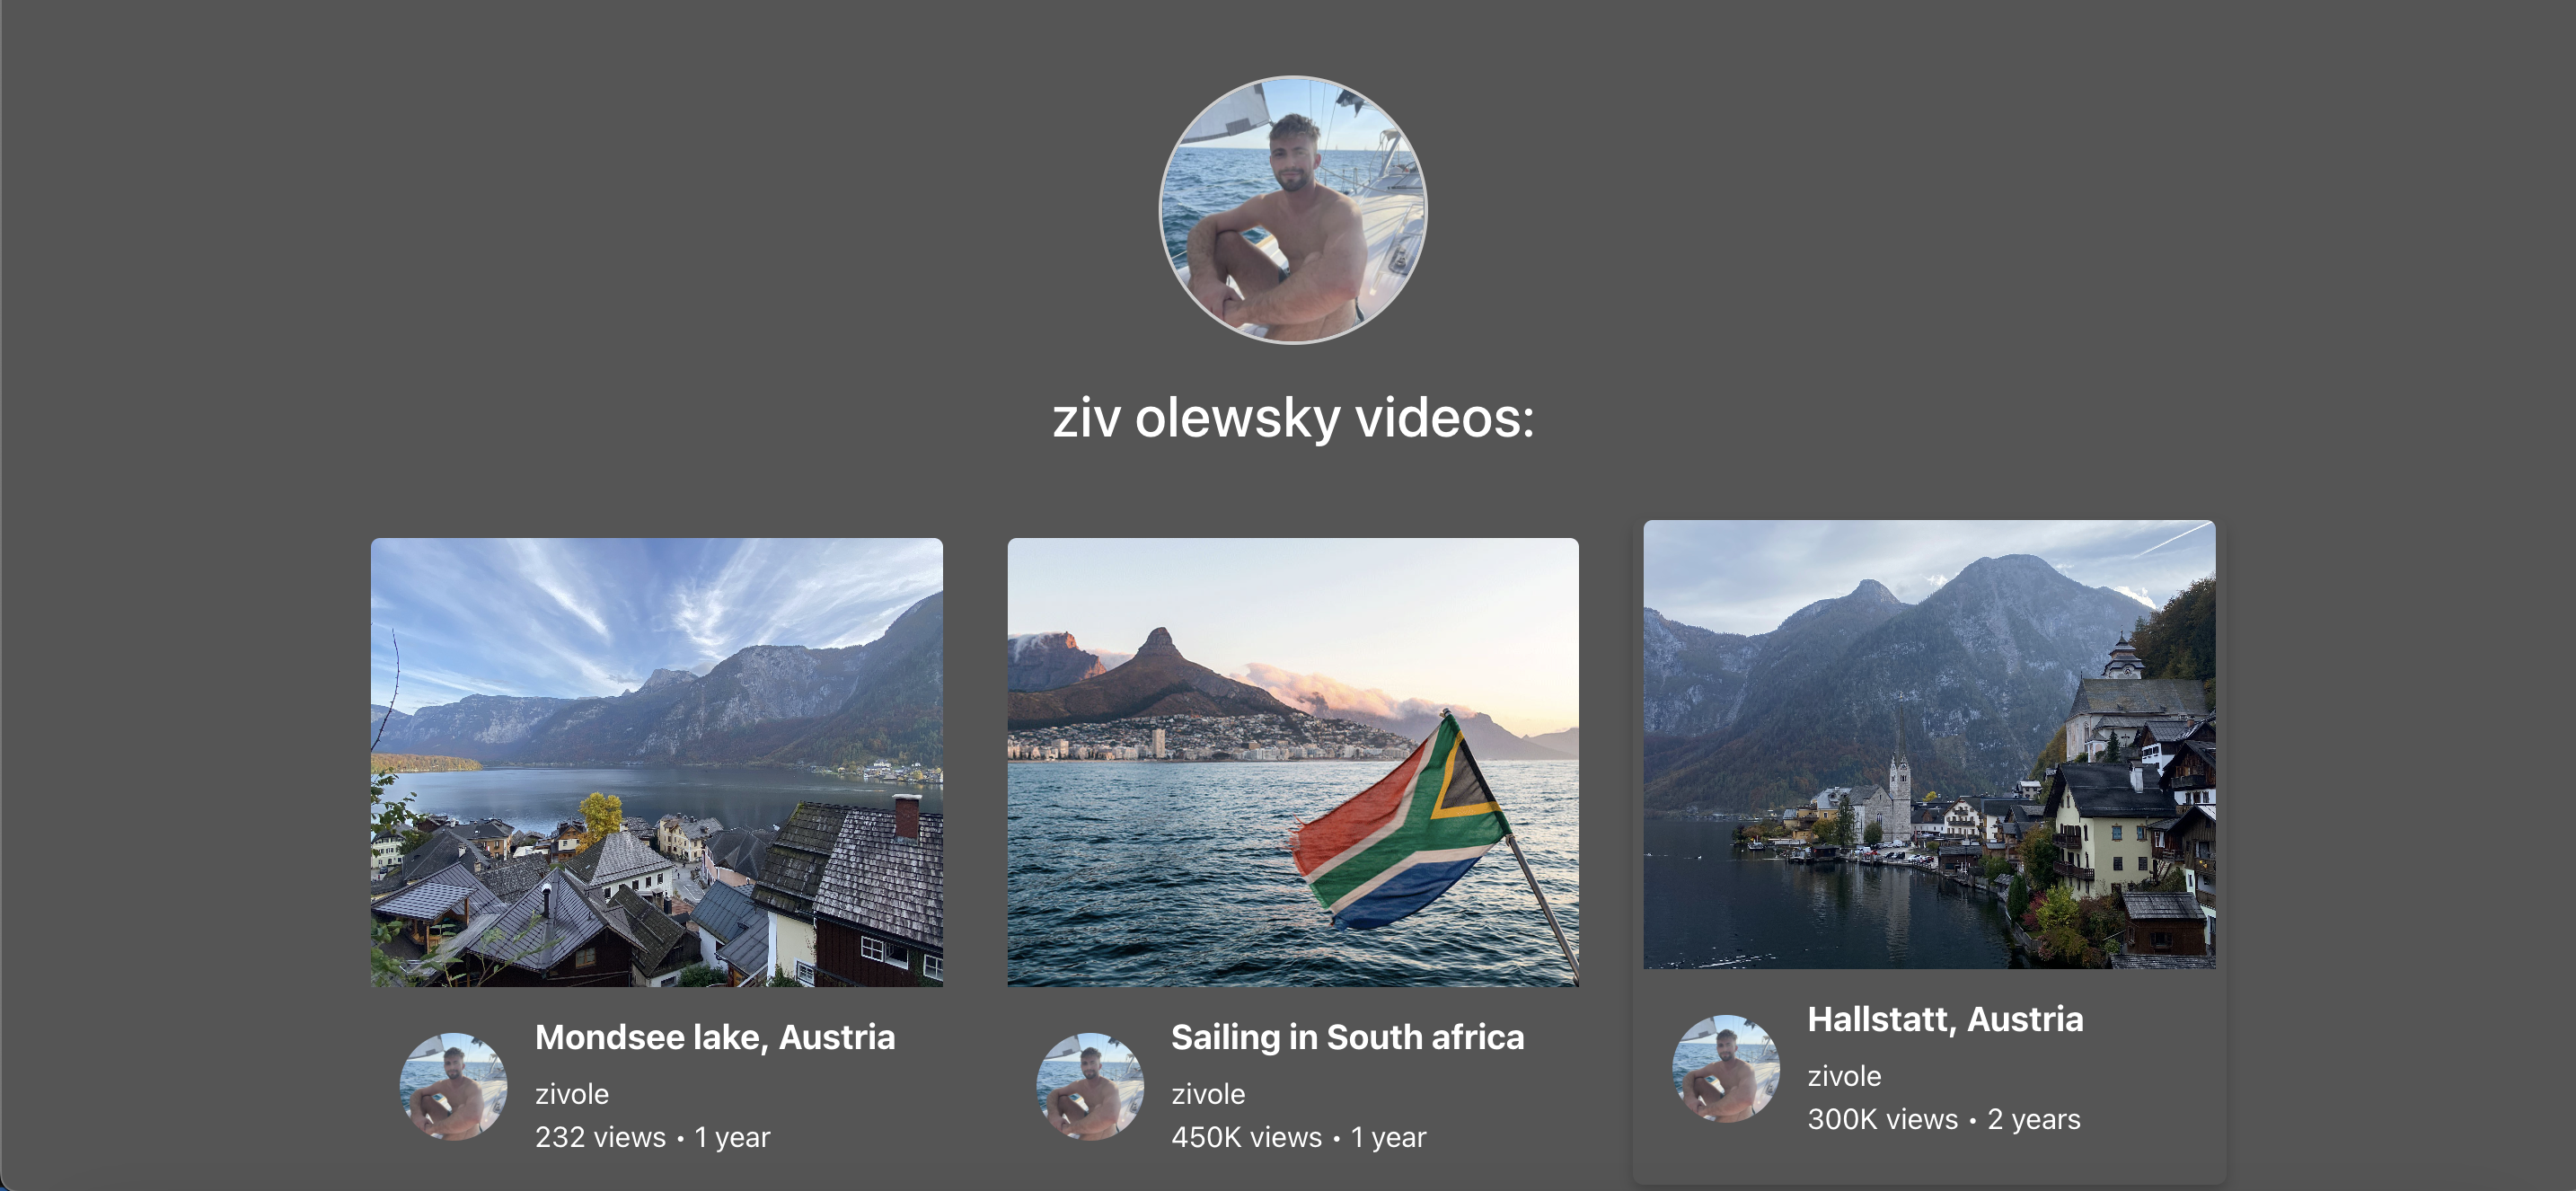 ziv olewsky videos:
Mondsee lake, Austria
zivole
232 views • 1 year
Sailing in South africa
zivole
450K views • 1 year
Hallstatt, Austria
zivole
300K views • 2 years